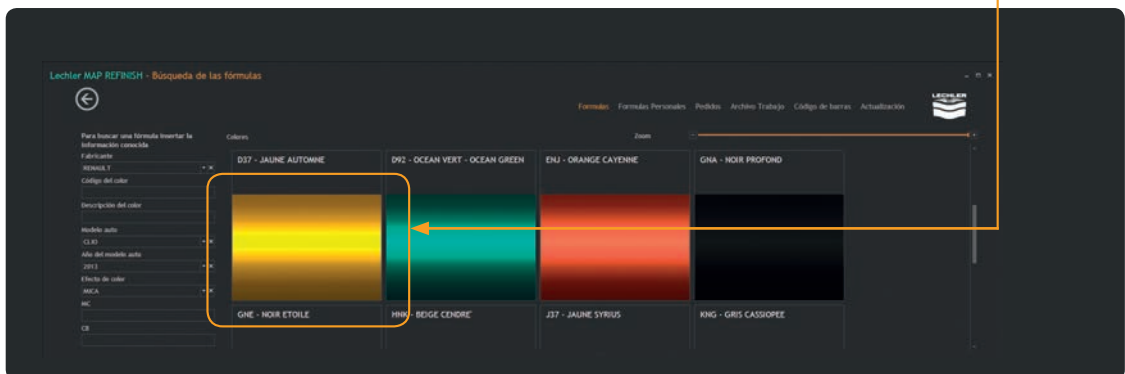 Lechler MAP REFINISH - Búsqueda de las fórmulas
Formulas Formulas Personales Pedidos Archivo Trabajo Código de barras Actualización
LECHLER
Para buscar una fórmula insertar la
información conocida
Colores
Zoom
Fabricante
RENAULT
Código del color
Descripción del color
Modelo auto
CLIO
Año del modelo auto
2013
Efecto de color
MICA
MC
CB
D37 - JAUNE AUTOMNE
D92 - OCEAN VERT - OCEAN GREEN
ENJ - ORANGE CAYENNE
GNA - NOIR PROFOND
GNE - NOIR ETOILE
HNK - BEIGE CENDRE'
J37 - JAUNE SYRIUS
KNG - GRIS CASSIOPEE